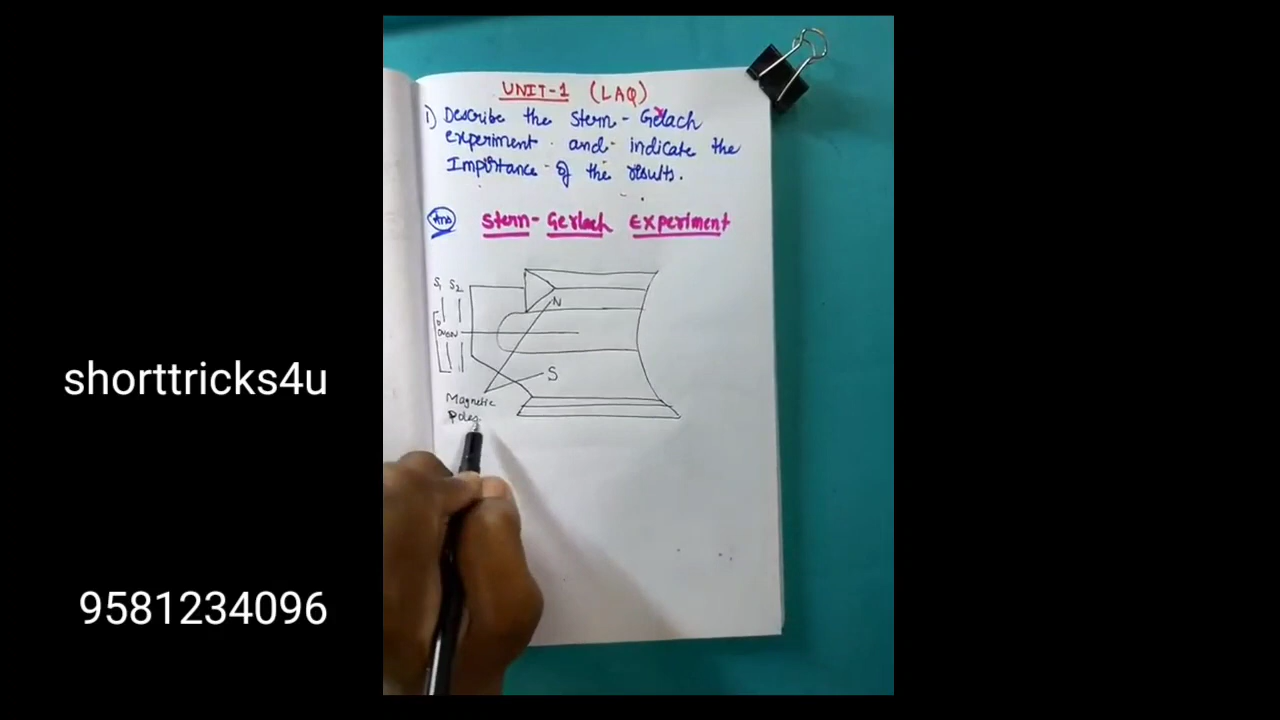 UNIT-1 (LAQ)
1) Describe the Stern-Gerlach
experiment and indicate the
Importance of the results.
Ans Stern-Gerlach Experiment
S1 S2
N
OVEN
S
Magnetic
Poles
shorttricks4u
9581234096